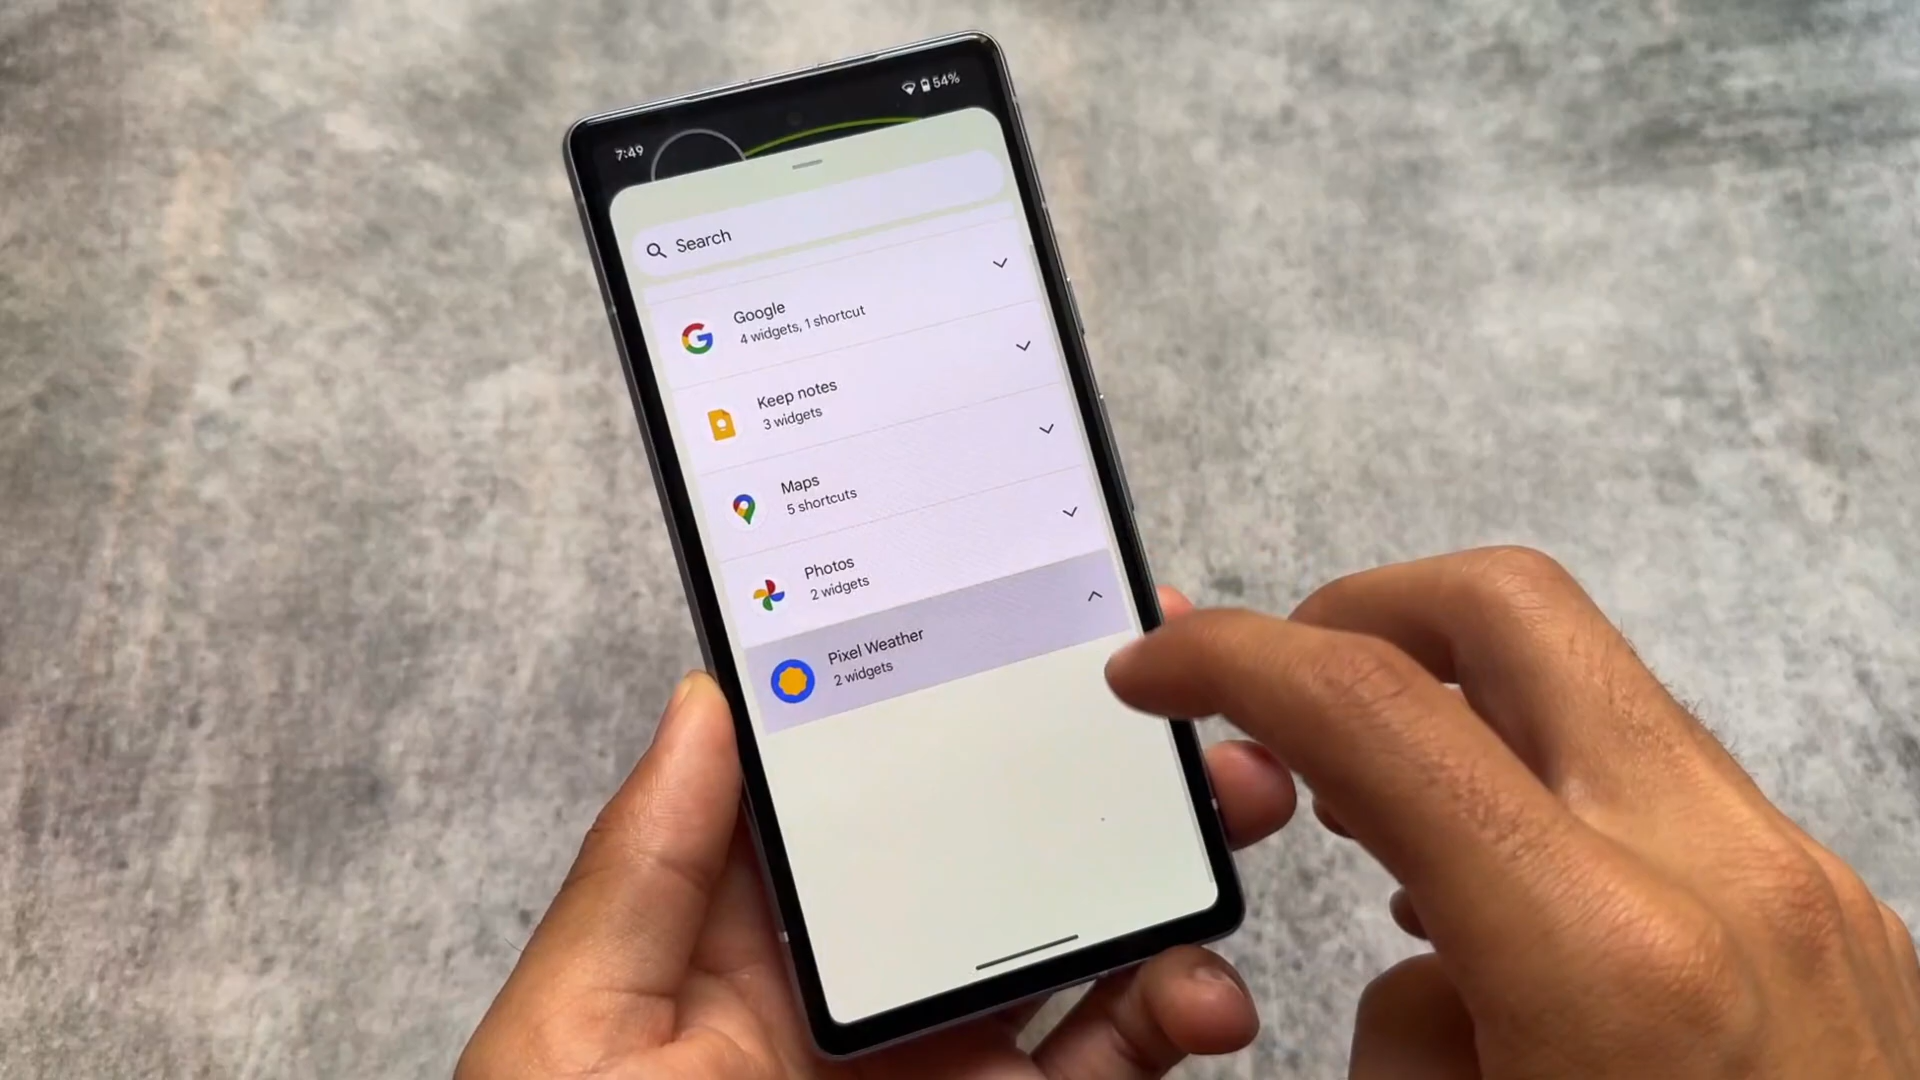 7:49
54%
Search
Google
4 widgets, 1 shortcut
Keep notes
3 widgets
Maps
5 shortcuts
Photos
2 widgets
Pixel Weather
2 widgets